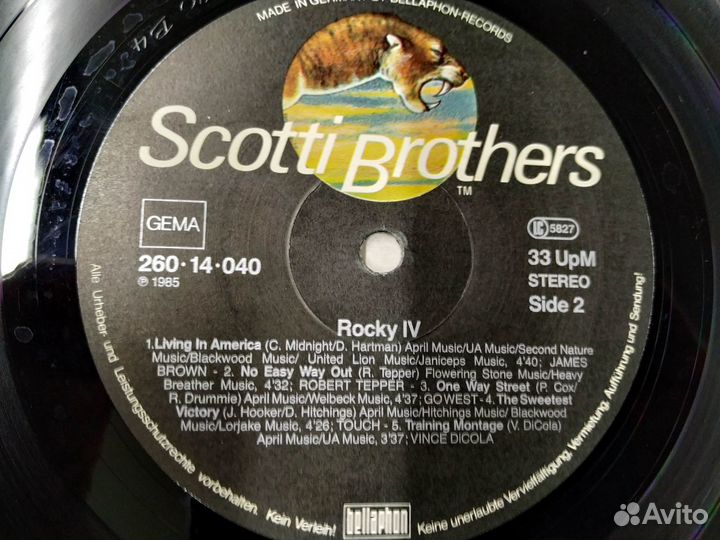 MADE IN GERMANY BY BELLAPHON-RECORDS
Scotti Brothers
TM
GEMA
LC 5827
260·14·040
℗ 1985
33 UpM
STEREO
Side 2
Rocky IV
1.Living In America (C. Midnight/D. Hartman) April Music/UA Music/Second Nature
Music/Blackwood Music/ United Lion Music/Janiceps Music, 4'40; JAMES
BROWN - 2. No Easy Way Out (R. Tepper) Flowering Stone Music/Heavy
Breather Music, 4'32; ROBERT TEPPER - 3. One Way Street (P. Cox/
R. Drummie) April Music/Welbeck Music, 4'37; GO WEST - 4. The Sweetest
Victory (J. Hooker/D. Hitchings) April Music/Hitchings Music/ Blackwood
Music/Lorjake Music, 4'26; TOUCH - 5. Training Montage (V. DiCola)
April Music/UA Music, 3'37; VINCE DICOLA
Alle Urheber- und Leistungsschutzrechte vorbehalten. Kein Verleih! Keine unerlaubte Vervielfältigung, Vermietung, Aufführung und Sendung!
bellaphon
Avito